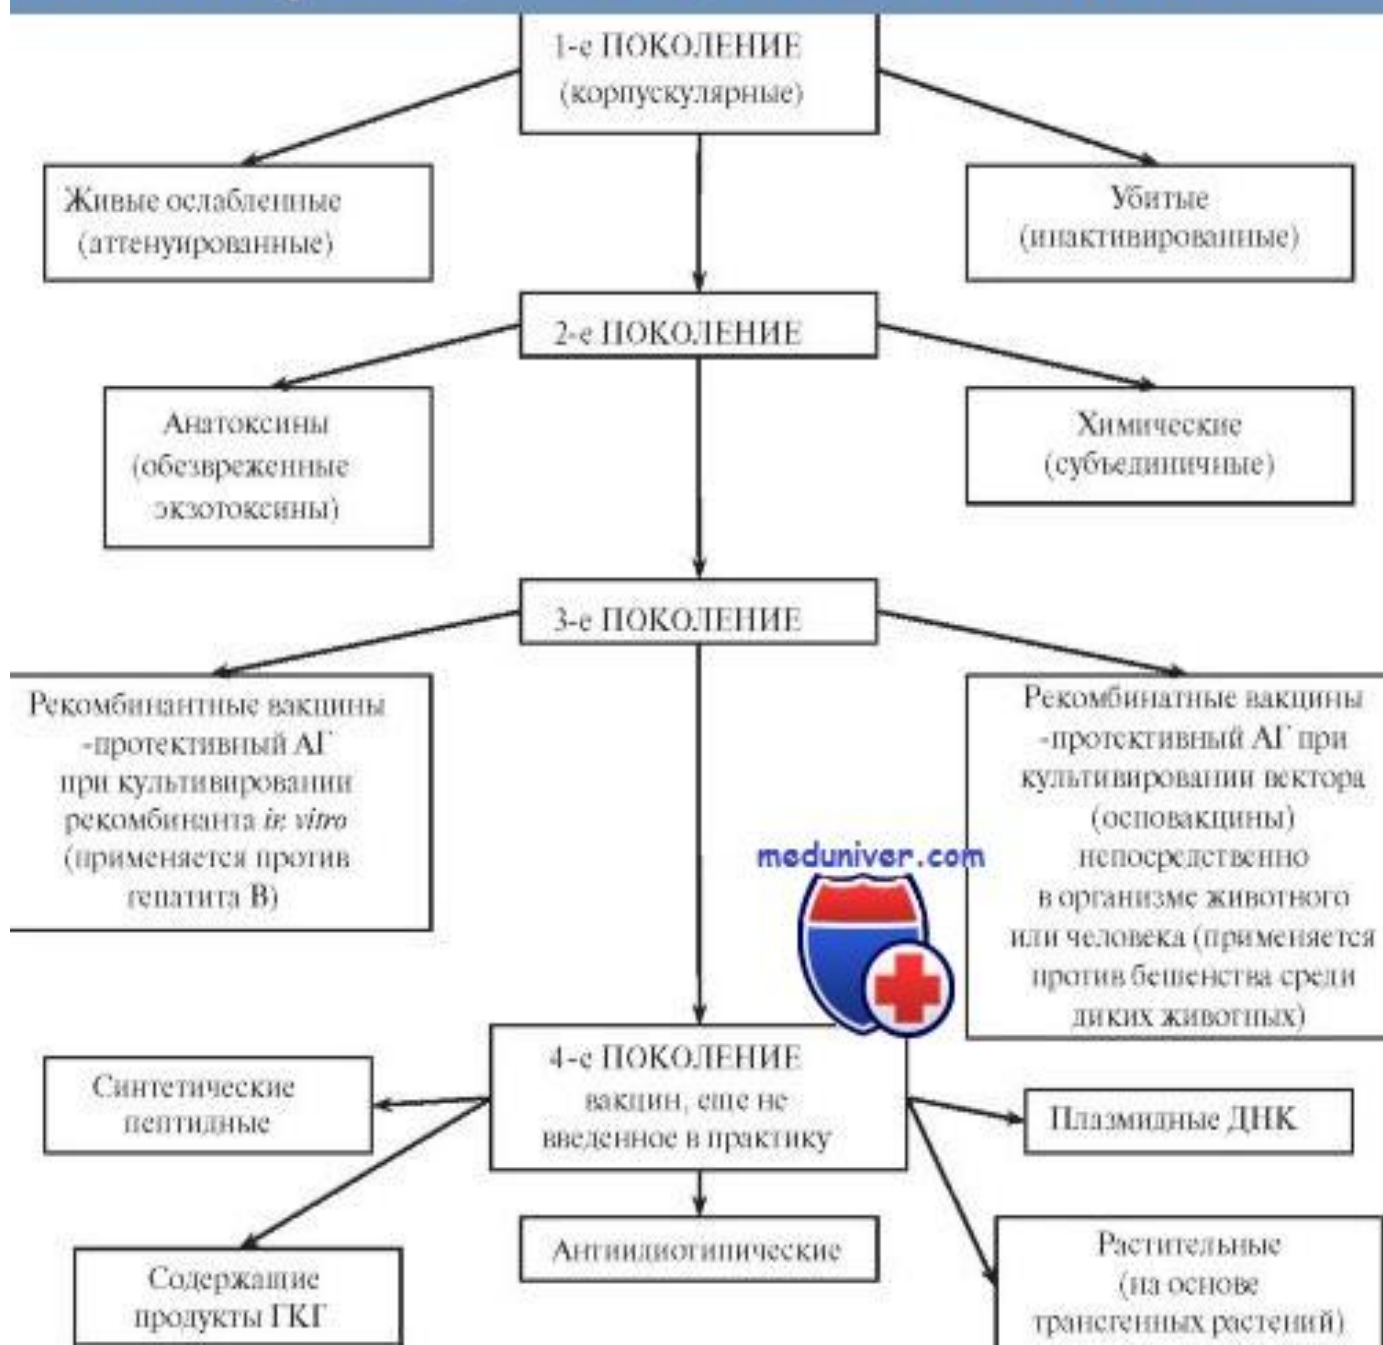 1-е ПОКОЛЕНИЕ
(корпускулярные)
Живые ослабленные
(аттенуированные)
Убитые
(инактивированные)
2-е ПОКОЛЕНИЕ
Анатоксины
(обезвреженные
экзотоксины)
Химические
(субъединичные)
3-е ПОКОЛЕНИЕ
Рекомбинантные вакцины
-протективный АГ
при культивировании
рекомбинанта in vitro
(применяется против
гепатита В)
Рекомбинатные вакцины
-протективный АГ при
культивировании вектора
(осповакцины)
непосредственно
в организме животного
или человека (применяется
против бешенства среди
диких животных)
meduniver.com
4-е ПОКОЛЕНИЕ
вакцин, еще не
введенное в практику
Синтетические
пептидные
Плазмидные ДНК
Содержащие
продукты ГКГ
Антиидиотипические
Растительные
(на основе
трансгенных растений)